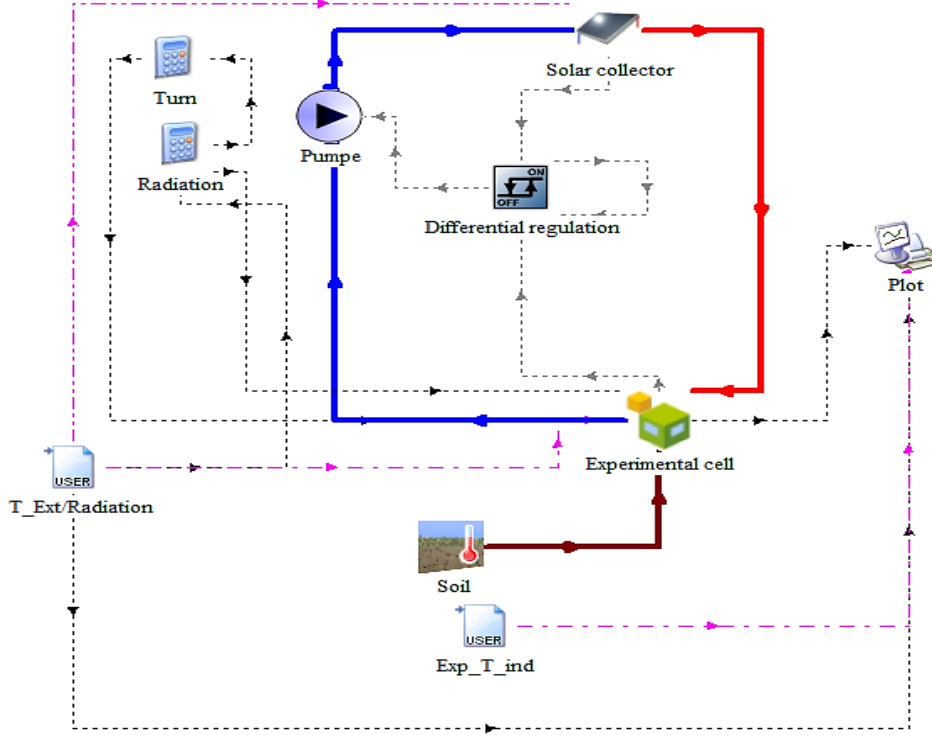 Turn
Radiation
Pumpe
Solar collector
ON
OFF
Differential regulation
Plot
USER
T_Ext/Radiation
Experimental cell
Soil
USER
Exp_T_ind